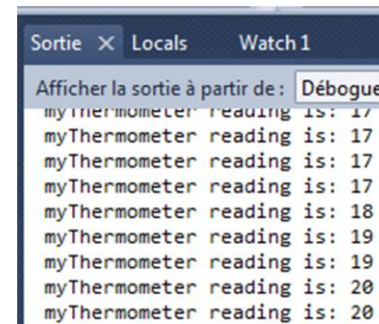 Sortie Locals Watch 1
Afficher la sortie à partir de : Débogue
myThermometer reading is: 17
myThermometer reading is: 17
myThermometer reading is: 17
myThermometer reading is: 17
myThermometer reading is: 18
myThermometer reading is: 19
myThermometer reading is: 19
myThermometer reading is: 20
myThermometer reading is: 20